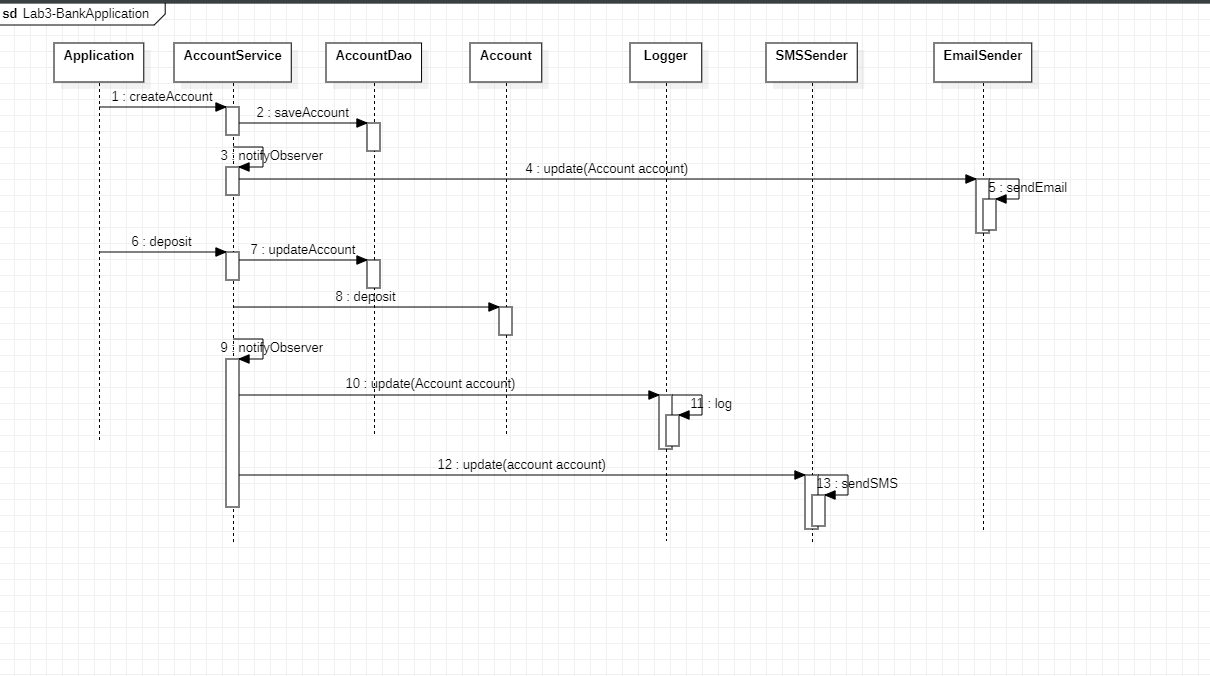 sd Lab3-BankApplication
Application
AccountService
AccountDao
Account
Logger
SMSSender
EmailSender
1 : createAccount
2 : saveAccount
3 : notifyObserver
4 : update(Account account)
5 : sendEmail
6 : deposit
7 : updateAccount
8 : deposit
9 : notifyObserver
10 : update(Account account)
11 : log
12 : update(account account)
13 : sendSMS